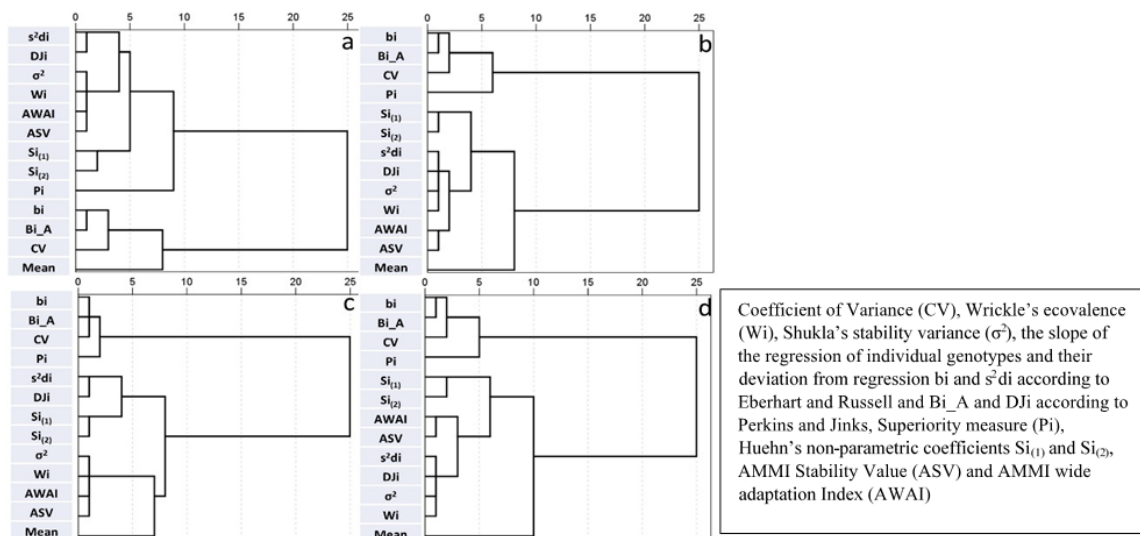 0 5 10 15 20 25
a
s²di
DJi
σ²
Wi
AWAI
ASV
Si(1)
Si(2)
Pi
bi
Bi_A
CV
Mean
0 5 10 15 20 25
b
bi
Bi_A
CV
Pi
Si(1)
Si(2)
s²di
DJi
σ²
Wi
AWAI
ASV
Mean
0 5 10 15 20 25
c
bi
Bi_A
CV
Pi
s²di
DJi
Si(1)
Si(2)
σ²
Wi
AWAI
ASV
Mean
0 5 10 15 20 25
d
bi
Bi_A
CV
Pi
Si(1)
Si(2)
AWAI
ASV
s²di
DJi
σ²
Wi
Mean
Coefficient of Variance (CV), Wrickle’s ecovalence
(Wi), Shukla’s stability variance (σ²), the slope of
the regression of individual genotypes and their
deviation from regression bi and s²di according to
Eberhart and Russell and Bi_A and DJi according to
Perkins and Jinks, Superiority measure (Pi),
Huehn’s non-parametric coefficients Si(1) and Si(2),
AMMI Stability Value (ASV) and AMMI wide
adaptation Index (AWAI)